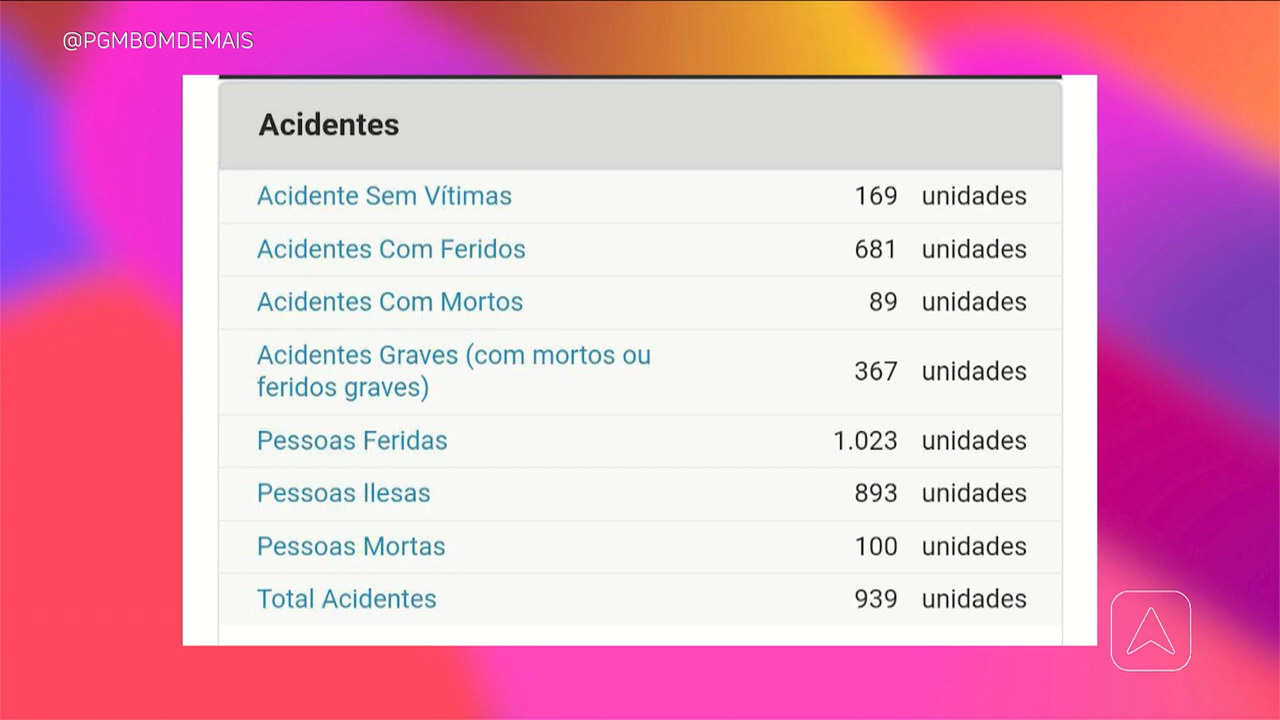 @PGMBOMDEMAIS
Acidentes
Acidente Sem Vítimas 169 unidades
Acidentes Com Feridos 681 unidades
Acidentes Com Mortos 89 unidades
Acidentes Graves (com mortos ou
feridos graves) 367 unidades
Pessoas Feridas 1.023 unidades
Pessoas Ilesas 893 unidades
Pessoas Mortas 100 unidades
Total Acidentes 939 unidades